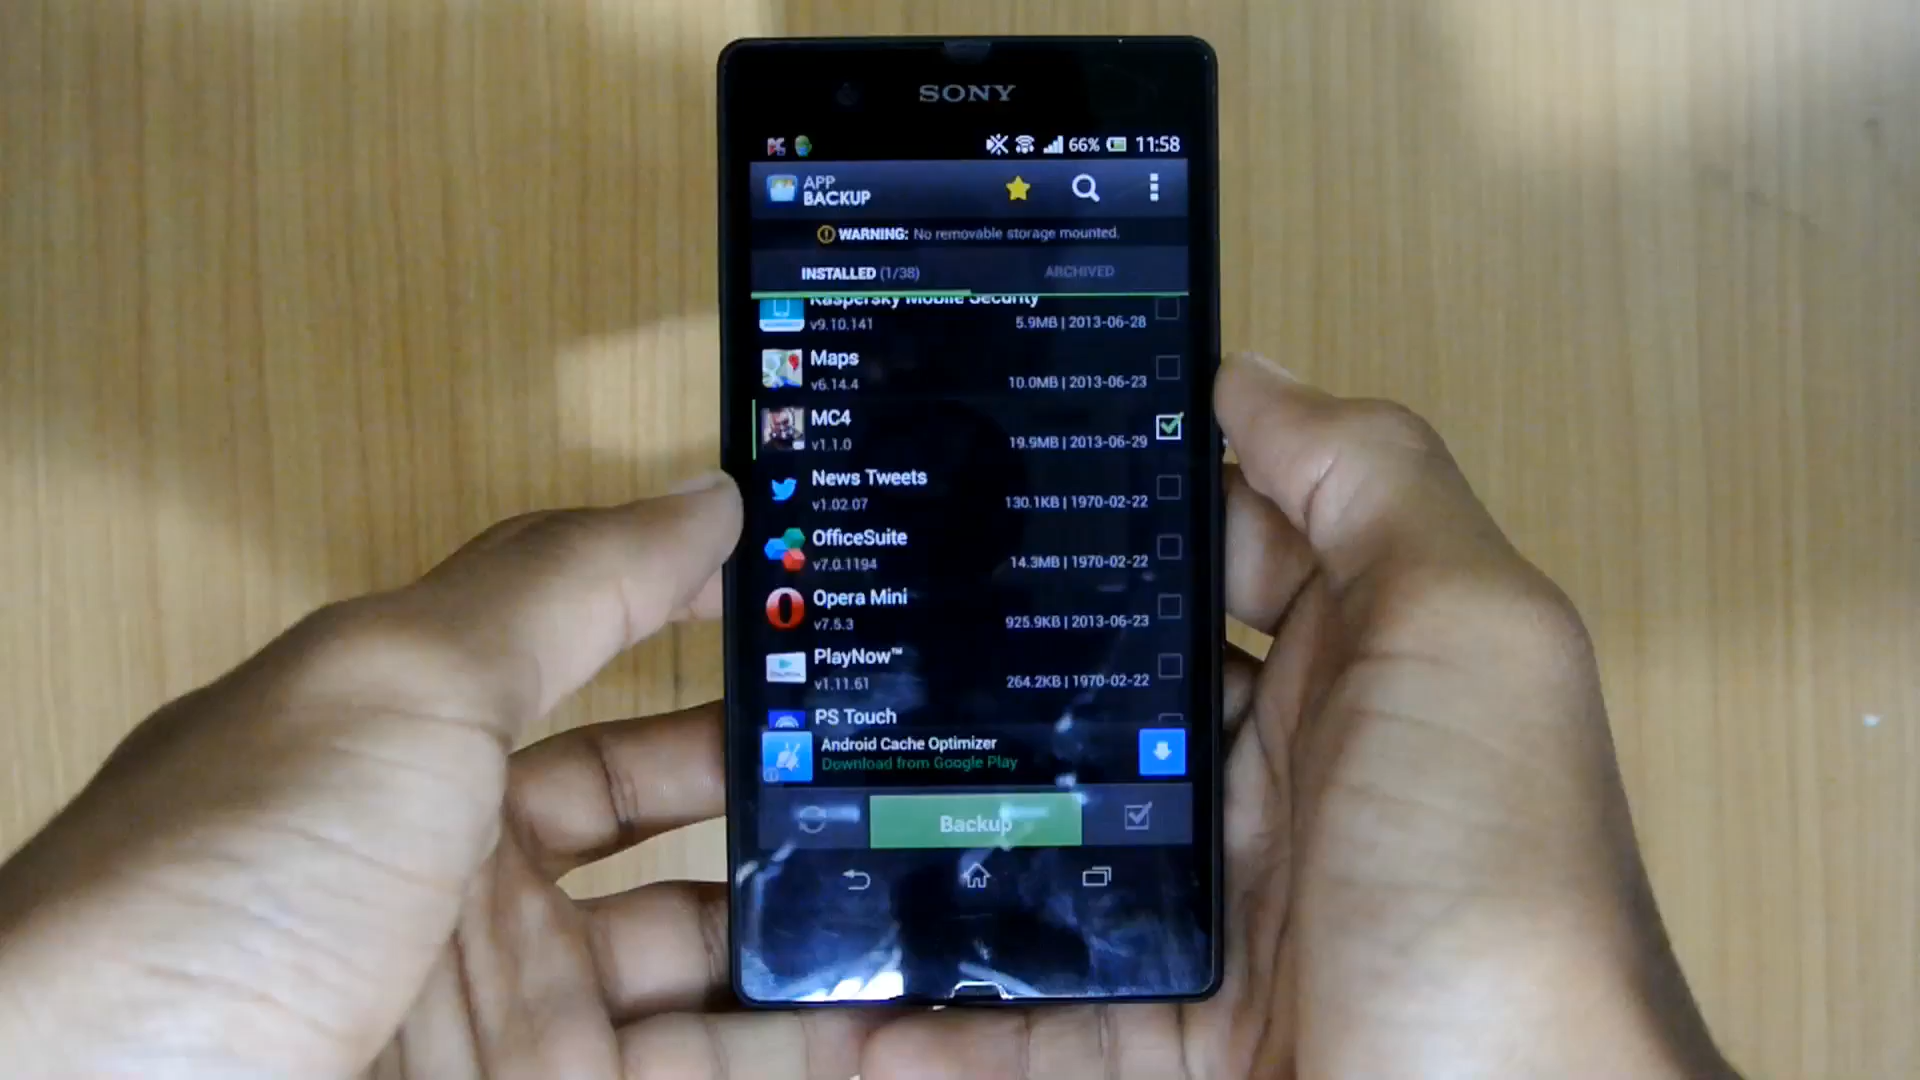 SONY
66% 11:58
APP
BACKUP
WARNING: No removable storage mounted.
INSTALLED (1/38) ARCHIVED
Kaspersky Mobile Security
v9.10.141 5.9MB | 2013-06-28
Maps
v6.14.4 10.0MB | 2013-06-23
MC4
v1.1.0 19.9MB | 2013-06-29
News Tweets
v1.02.07 130.1KB | 1970-02-22
OfficeSuite
v7.0.1194 14.3MB | 1970-02-22
Opera Mini
v7.5.3 925.9KB | 2013-06-23
PlayNow™
v1.11.61 264.2KB | 1970-02-22
PS Touch
Android Cache Optimizer
Download from Google Play
Backup